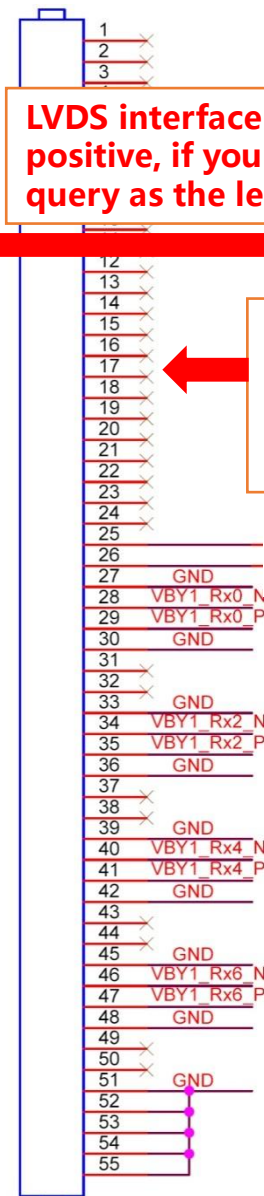 1
2
3
LVDS interface
positive, if you
query as the le
12
13
14
15
16
17
18
19
20
21
22
23
24
25
26
27 GND
28 VBY1_Rx0_N
29 VBY1_Rx0_P
30 GND
31
32
33 GND
34 VBY1_Rx2_N
35 VBY1_Rx2_P
36 GND
37
38
39 GND
40 VBY1_Rx4_N
41 VBY1_Rx4_P
42 GND
43
44
45 GND
46 VBY1_Rx6_N
47 VBY1_Rx6_P
48 GND
49
50
51 GND
52
53
54
55